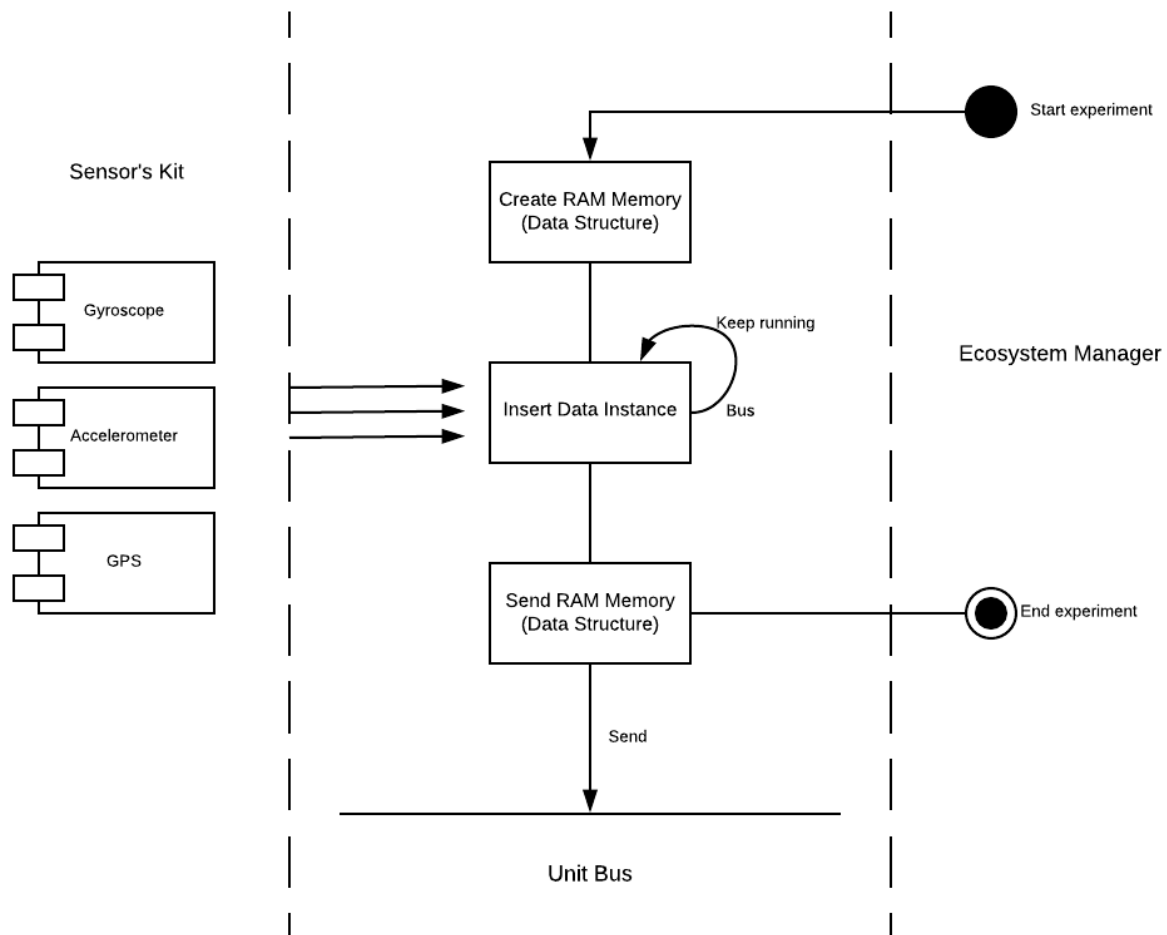 Start experiment
Sensor's Kit
Create RAM Memory
(Data Structure)
Gyroscope
Keep running
Ecosystem Manager
Insert Data Instance
Bus
Accelerometer
GPS
Send RAM Memory
(Data Structure)
End experiment
Send
Unit Bus